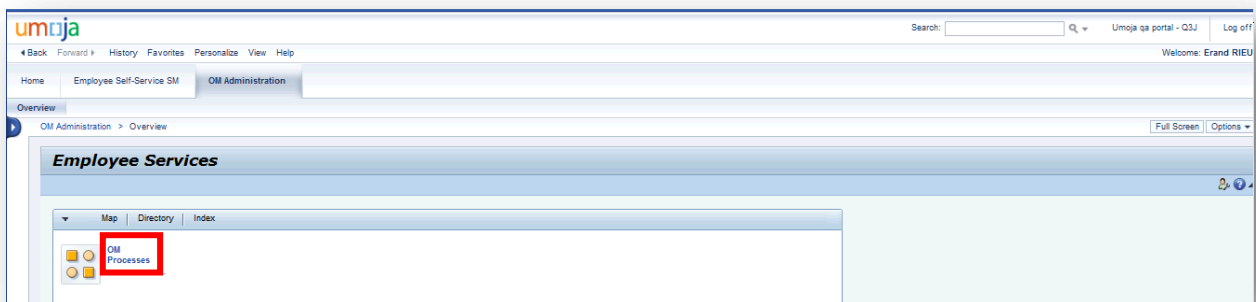 umoja
Search: Umoja qa portal - Q3J Log off
Back Forward History Favorites Personalize View Help Welcome: Erand RIEU
Home Employee Self-Service SM OM Administration
Overview
OM Administration > Overview Full Screen Options
Employee Services
Map | Directory | Index
OM
Processes